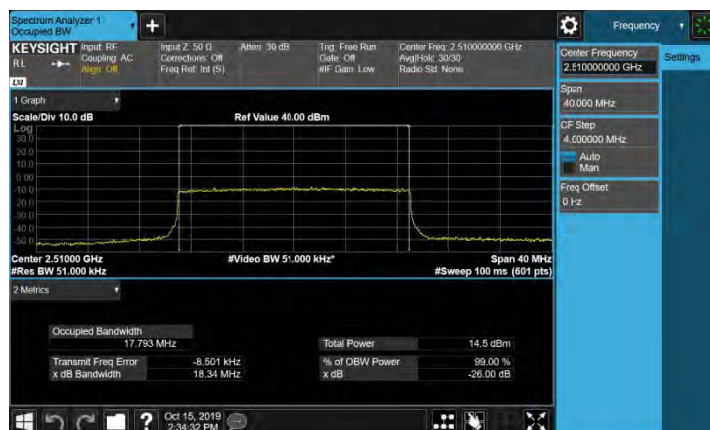 Spectrum Analyzer 1
Occupied BW
Frequency
KEYSIGHT
RL
LXI
Input: RF
Coupling: AC
Align: Off
Input Z: 50 Ω
Corrections: Off
Freq Ref: Int (S)
Atten: 30 dB
Trig: Free Run
Gate: Off
#IF Gain: Low
Center Freq: 2.510000000 GHz
Avg|Hold: 30/30
Radio Std: None
Center Frequency
2.510000000 GHz
Settings
Span
40.000 MHz
CF Step
4.000000 MHz
Auto
Man
Freq Offset
0 Hz
1 Graph
Scale/Div 10.0 dB
Ref Value 40.00 dBm
Log
30.0
20.0
10.0
0.00
-10.0
-20.0
-30.0
-40.0
-50.0
Center 2.51000 GHz
#Video BW 51.000 kHz*
Span 40 MHz
#Res BW 51.000 kHz
#Sweep 100 ms (601 pts)
2 Metrics
Occupied Bandwidth
17.793 MHz
Total Power
14.5 dBm
Transmit Freq Error
-8.501 kHz
% of OBW Power
99.00 %
x dB Bandwidth
18.34 MHz
x dB
-26.00 dB
?
Oct 15, 2019
2:34:32 PM